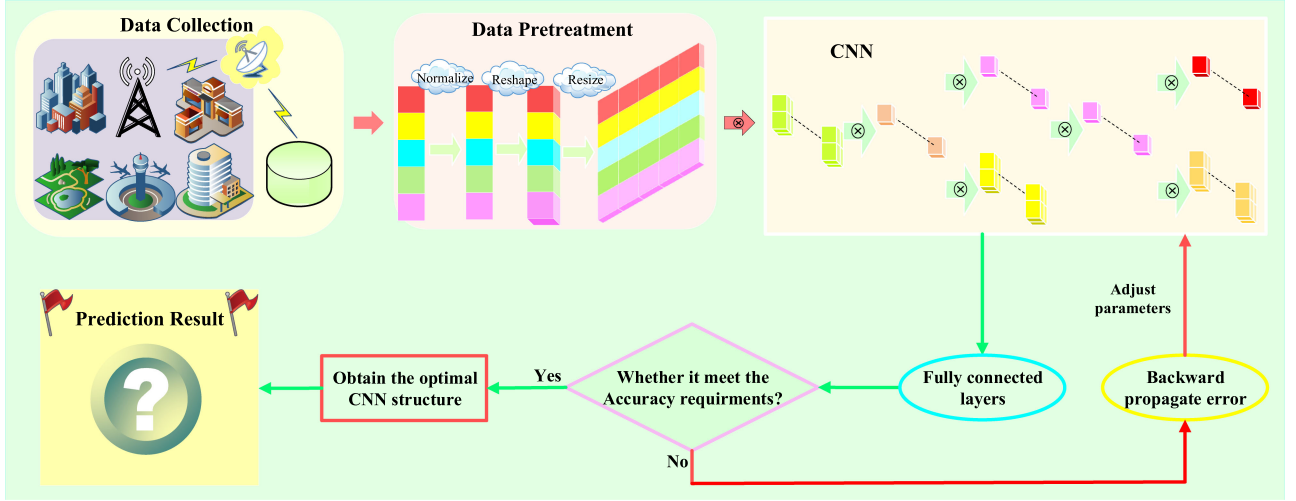 Data Collection
Data Pretreatment
Normalize
Reshape
Resize
CNN
Adjust
parameters
Prediction Result
Obtain the optimal
CNN structure
Yes
Whether it meet the
Accuracy requirments?
No
Fully connected
layers
Backward
propagate error
?